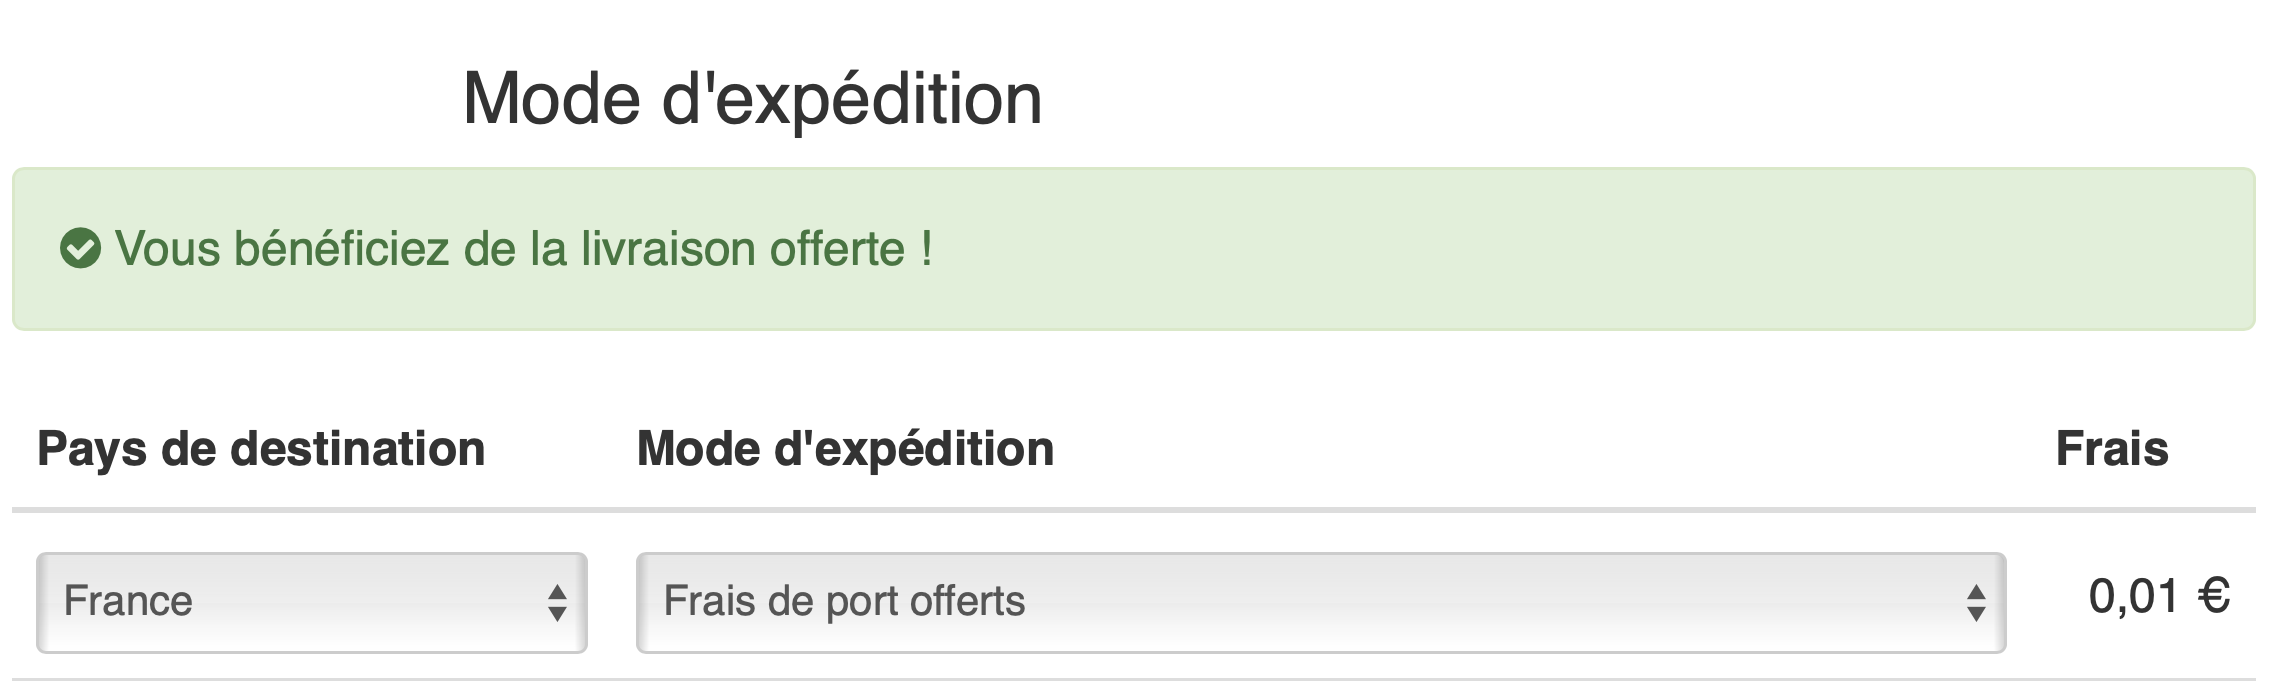 Mode d'expédition
Vous bénéficiez de la livraison offerte !
Pays de destination Mode d'expédition Frais
France Frais de port offerts 0,01 €